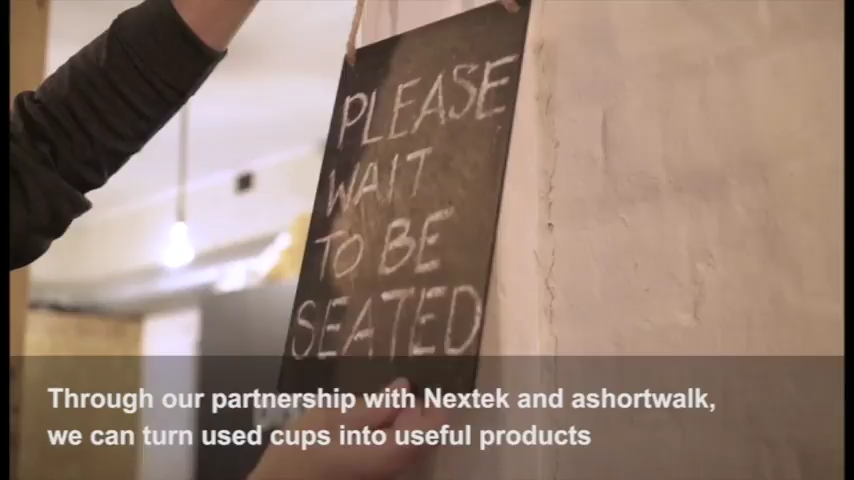 PLEASE
WAIT
TO BE
SEATED
Through our partnership with Nextek and ashortwalk,
we can turn used cups into useful products